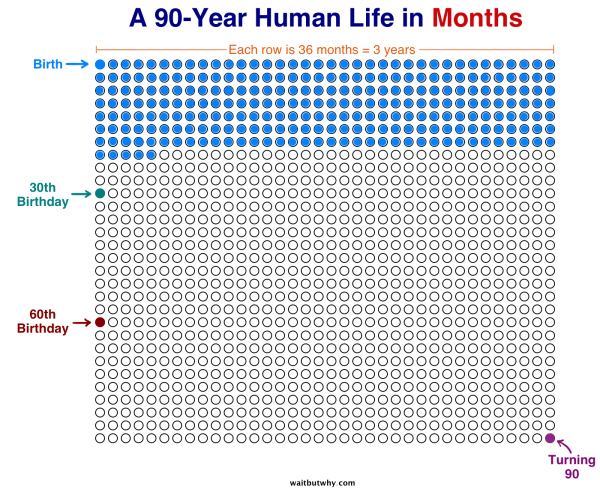 A 90-Year Human Life in Months
Each row is 36 months = 3 years
Birth
30th
Birthday
60th
Birthday
Turning
90
waitbutwhy.com